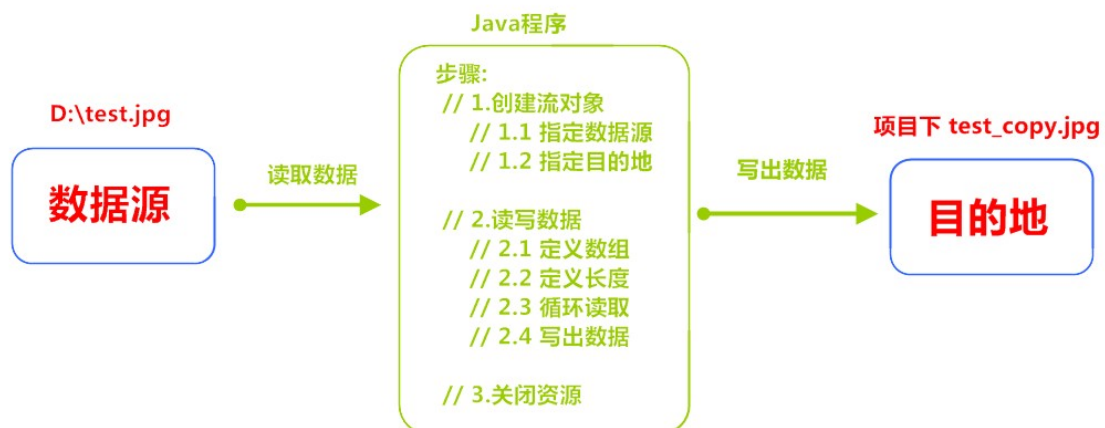 Java程序
D:\test.jpg
数据源
读取数据
步骤:
// 1.创建流对象
// 1.1 指定数据源
// 1.2 指定目的地
// 2.读写数据
// 2.1 定义数组
// 2.2 定义长度
// 2.3 循环读取
// 2.4 写出数据
// 3.关闭资源
写出数据
项目下 test_copy.jpg
目的地